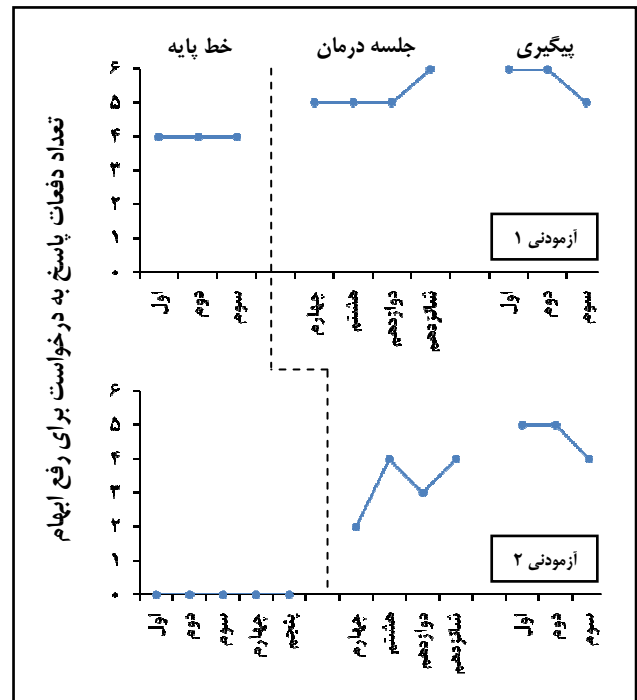 خط پایه
جلسه درمان
پیگیری
تعداد دفعات پاسخ به درخواست برای رفع ابهام
۶
۵
۴
۳
۲
۱
۰
آزمودنی ۱
اول
دوم
سوم
چهارم
هشتم
دوازدهم
شانزدهم
اول
دوم
سوم
۶
۵
۴
۳
۲
۱
۰
آزمودنی ۲
اول
دوم
سوم
چهارم
پنجم
چهارم
هشتم
دوازدهم
شانزدهم
اول
دوم
سوم